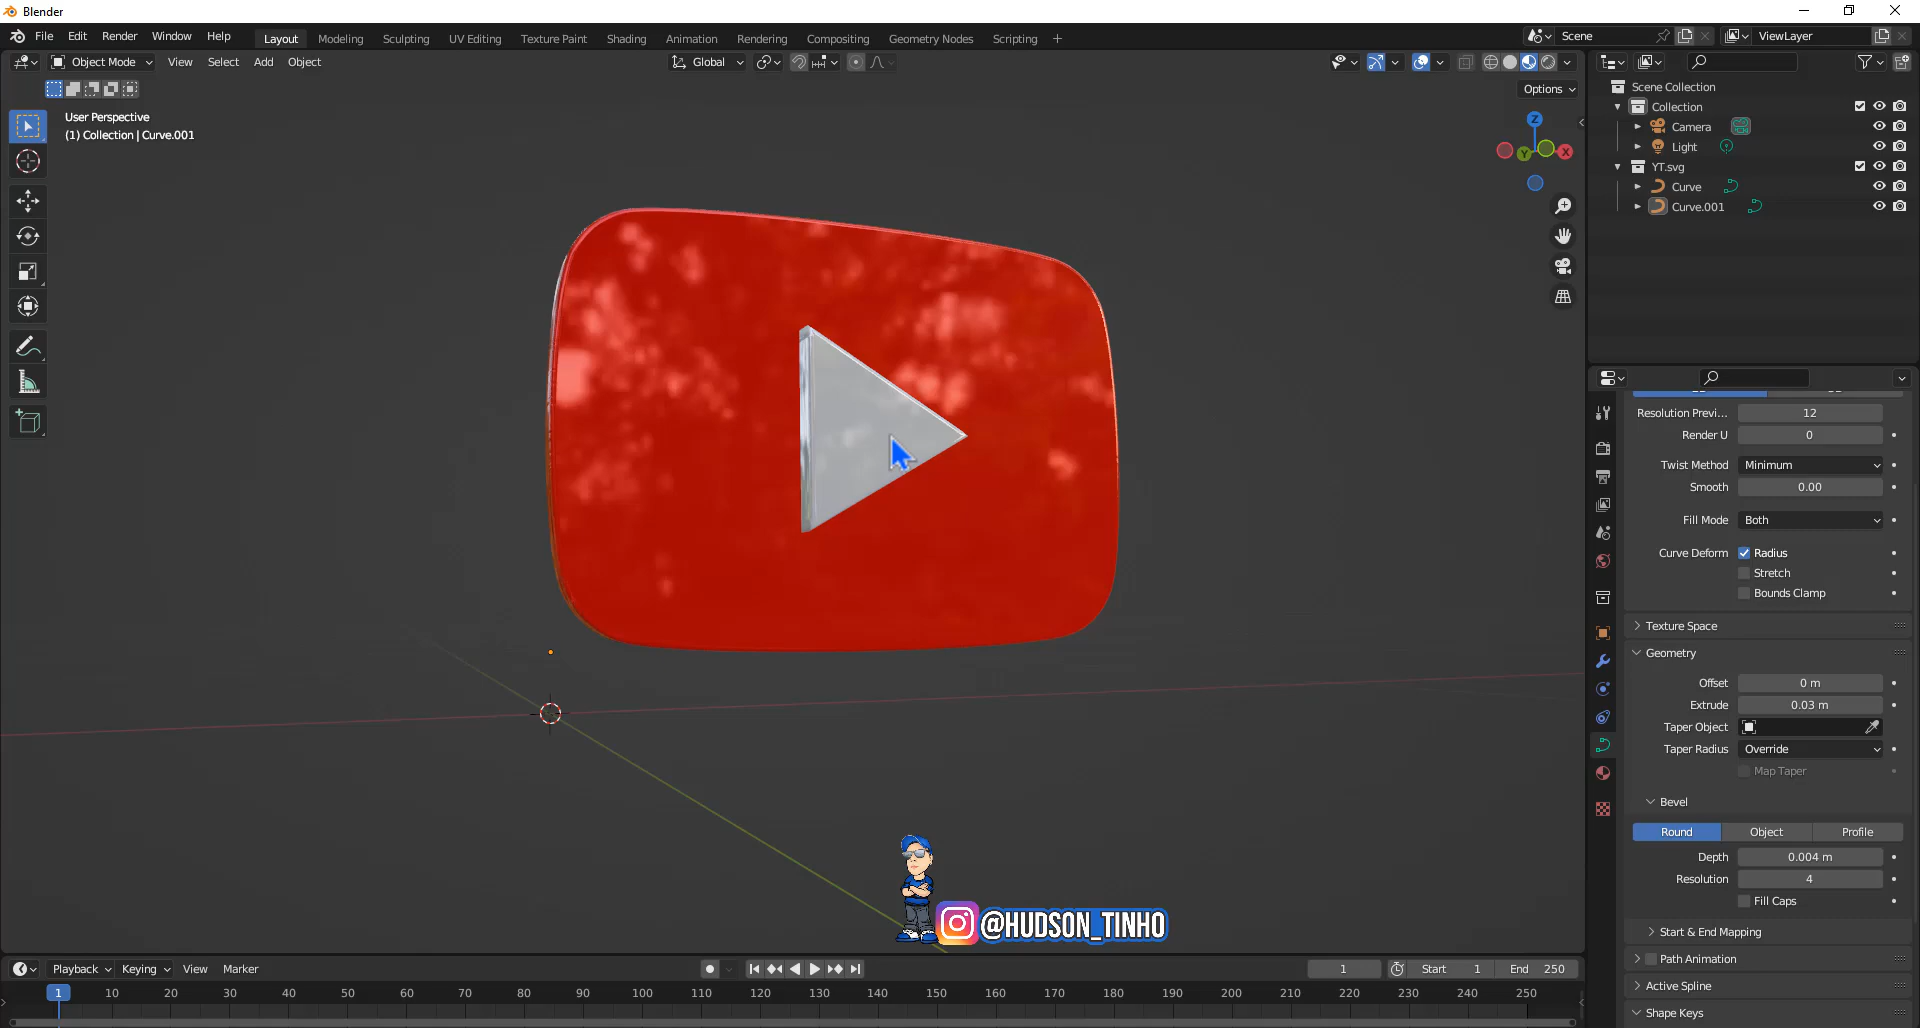 Blender
File Edit Render Window Help Layout Modeling Sculpting UV Editing Texture Paint Shading Animation Rendering Compositing Geometry Nodes Scripting + Scene ViewLayer
Object Mode View Select Add Object Global
Options
User Perspective
(1) Collection | Curve.001
Z
Y
X
Scene Collection
Collection
Camera
Light
YT.svg
Curve
Curve.001
Resolution Previ... 12
Render U 0
Twist Method Minimum
Smooth 0.00
Fill Mode Both
Curve Deform Radius
Stretch
Bounds Clamp
Texture Space
Geometry
Offset 0 m
Extrude 0.03 m
Taper Object
Taper Radius Override
Map Taper
Bevel
Round Object Profile
Depth 0.004 m
Resolution 4
Fill Caps
Start & End Mapping
Path Animation
Active Spline
Shape Keys
@HUDSON_TINHO
Playback Keying View Marker 1 Start 1 End 250
1 10 20 30 40 50 60 70 80 90 100 110 120 130 140 150 160 170 180 190 200 210 220 230 240 250